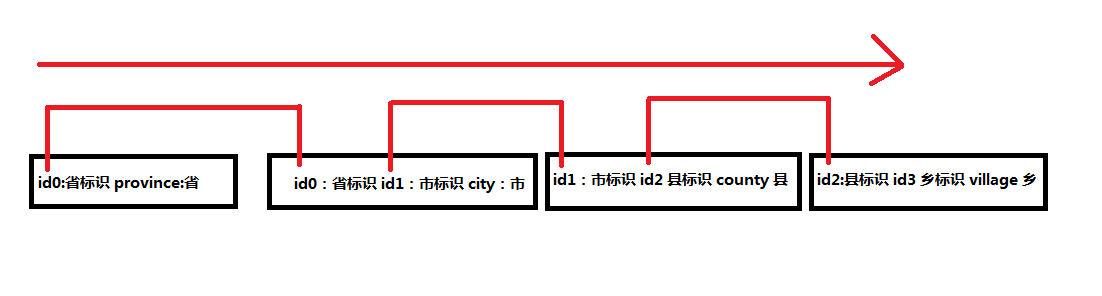 id0:省标识 province:省
id0：省标识 id1：市标识 city：市
id1：市标识 id2 县标识 county 县
id2:县标识 id3 乡标识 village 乡